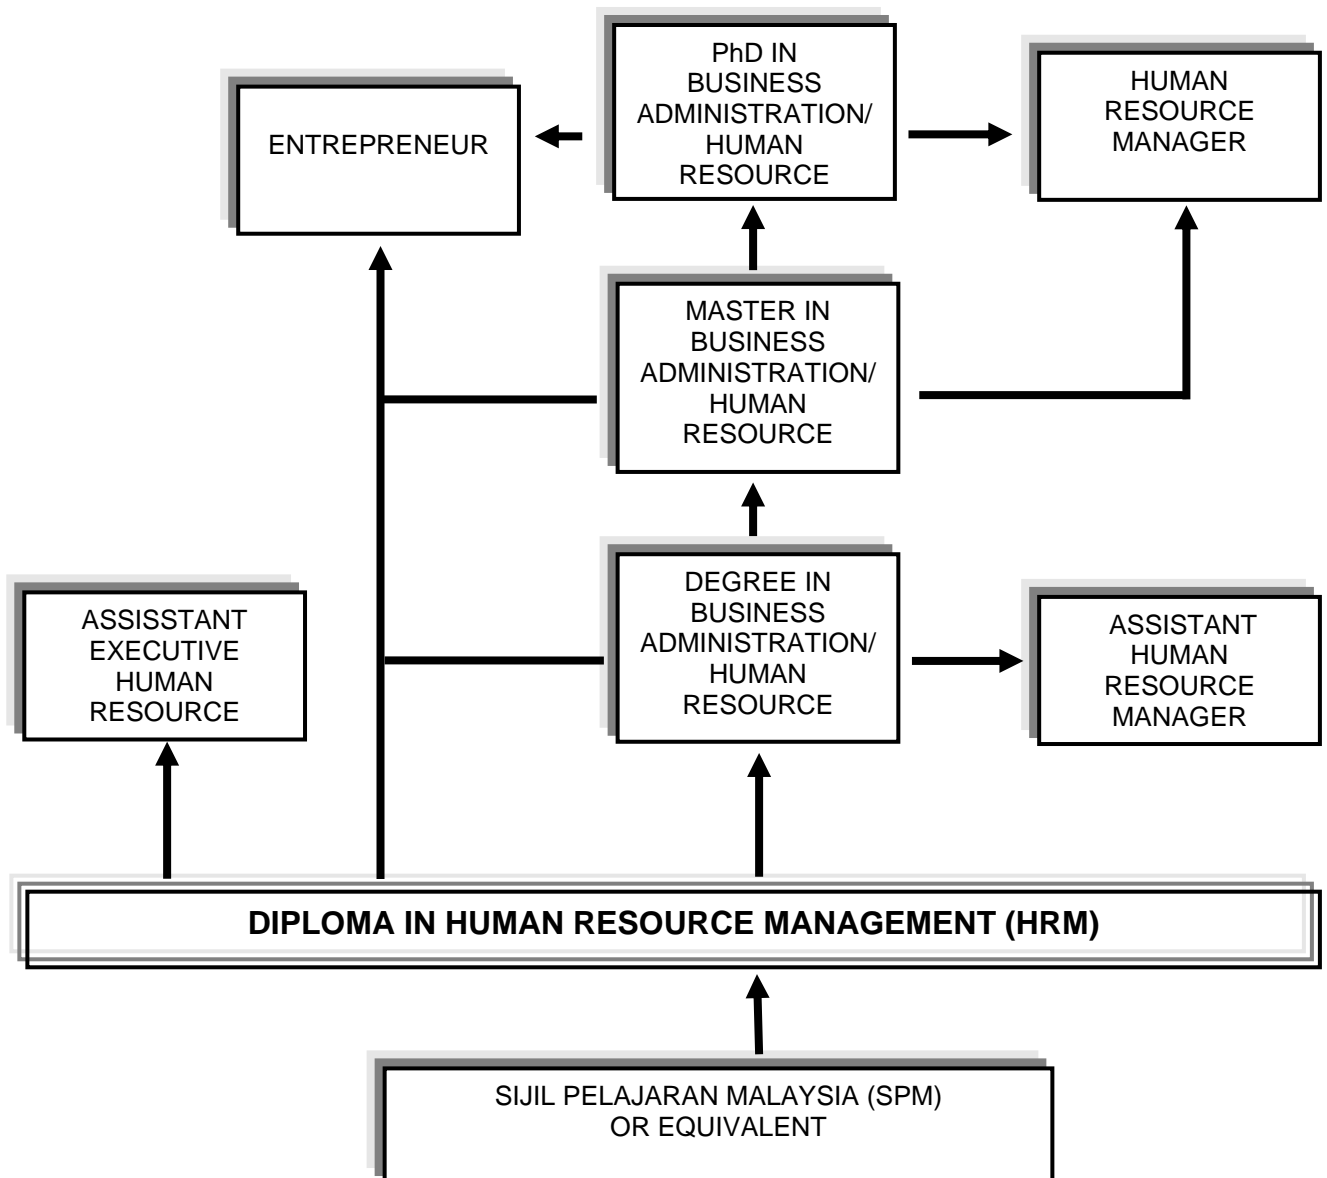 PhD IN
BUSINESS
ADMINISTRATION/
HUMAN
RESOURCE
HUMAN
RESOURCE
MANAGER
ENTREPRENEUR
MASTER IN
BUSINESS
ADMINISTRATION/
HUMAN
RESOURCE
DEGREE IN
BUSINESS
ADMINISTRATION/
HUMAN
RESOURCE
ASSISSTANT
EXECUTIVE
HUMAN
RESOURCE
ASSISTANT
HUMAN
RESOURCE
MANAGER
DIPLOMA IN HUMAN RESOURCE MANAGEMENT (HRM)
SIJIL PELAJARAN MALAYSIA (SPM)
OR EQUIVALENT